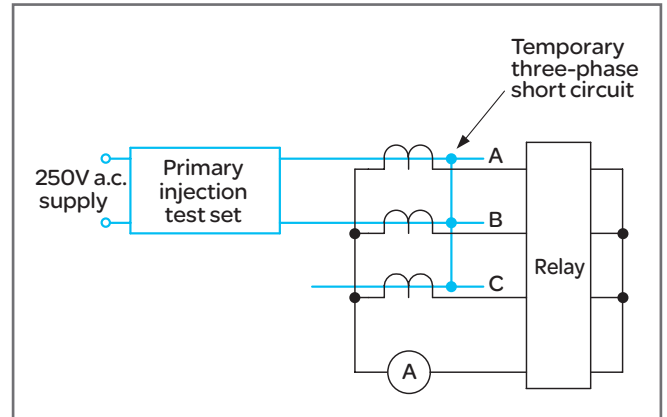 Temporary
three-phase
short circuit
250V a.c.
supply
Primary
injection
test set
A
B
C
Relay
A